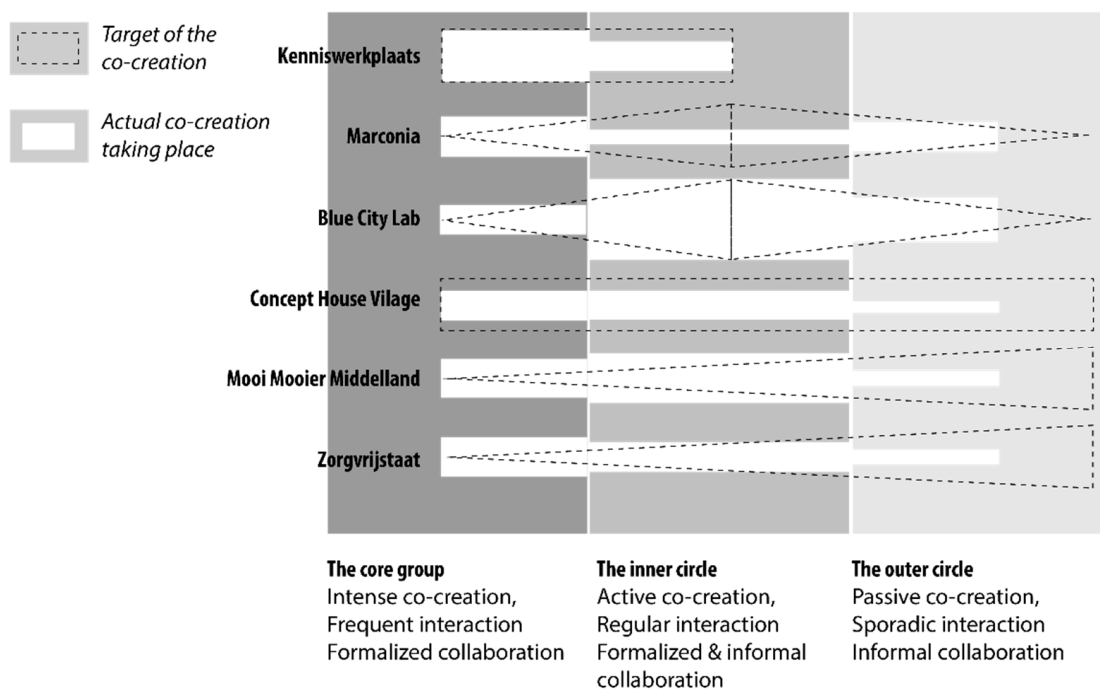 Target of the
co-creation
Actual co-creation
taking place
Kenniswerkplaats
Marconia
Blue City Lab
Concept House Vilage
Mooi Mooier Middelland
Zorgvrijstaat
The core group
Intense co-creation,
Frequent interaction
Formalized collaboration
The inner circle
Active co-creation,
Regular interaction
Formalized & informal
collaboration
The outer circle
Passive co-creation,
Sporadic interaction
Informal collaboration